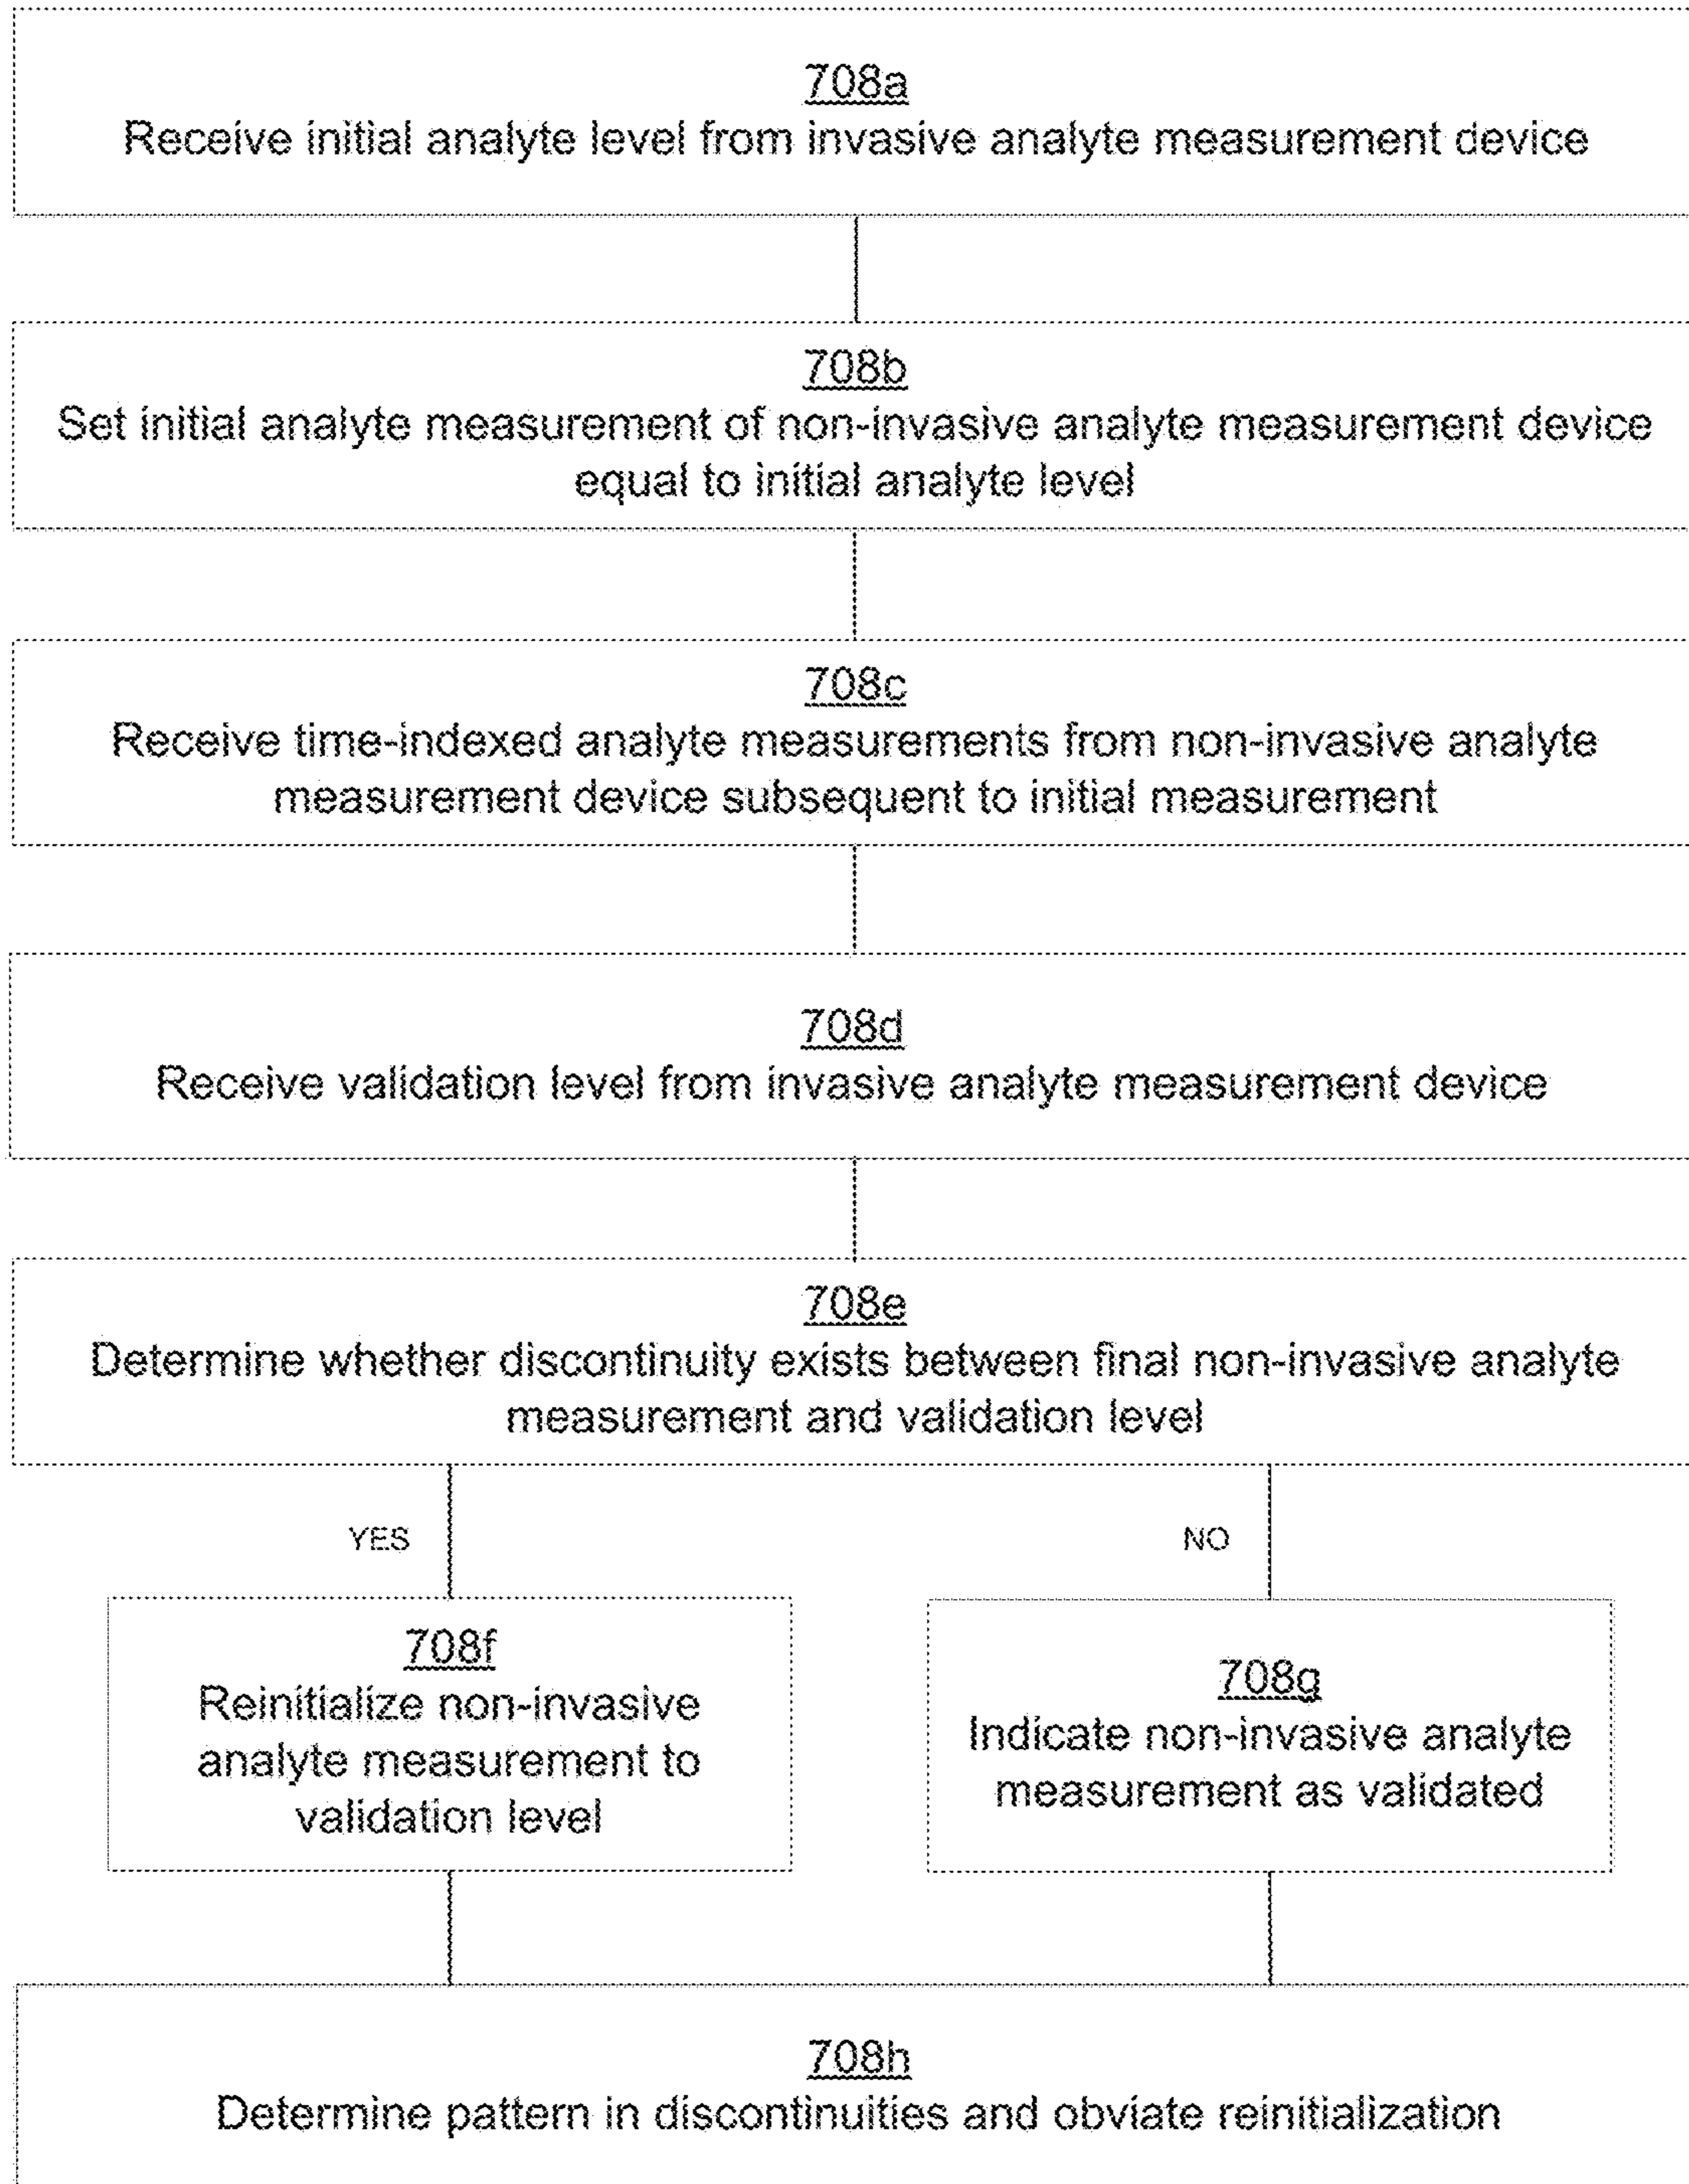 708a
Receive initial analyte level from invasive analyte measurement device
708b
Set initial analyte measurement of non-invasive analyte measurement device
equal to initial analyte level
708c
Receive time-indexed analyte measurements from non-invasive analyte
measurement device subsequent to initial measurement
708d
Receive validation level from invasive analyte measurement device
708e
Determine whether discontinuity exists between final non-invasive analyte
measurement and validation level
YES
NO
708f
Reinitialize non-invasive
analyte measurement to
validation level
708g
Indicate non-invasive analyte
measurement as validated
708h
Determine pattern in discontinuities and obviate reinitialization